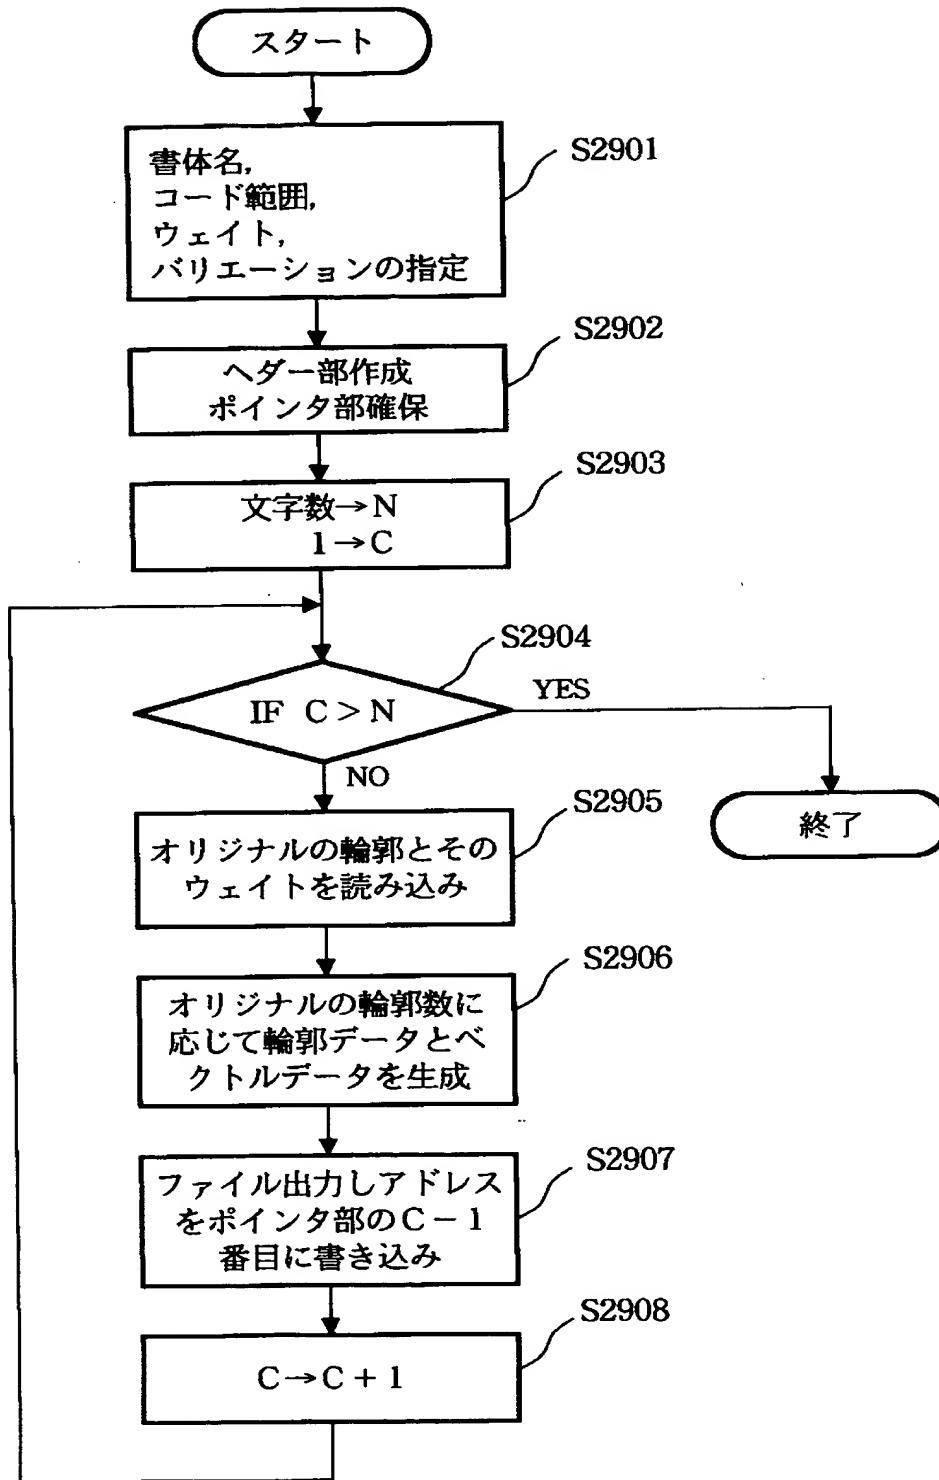 スタート
書体名,
コード範囲,
ウェイト,
バリエーションの指定
S2901
ヘダー部作成
ポインタ部確保
S2902
文字数→N
1→C
S2903
IF C > N
S2904
YES
NO
終了
オリジナルの輪郭とその
ウェイトを読み込み
S2905
オリジナルの輪郭数に
応じて輪郭データとベ
クトルデータを生成
S2906
ファイル出力しアドレス
をポインタ部のC－1
番目に書き込み
S2907
C→C + 1
S2908